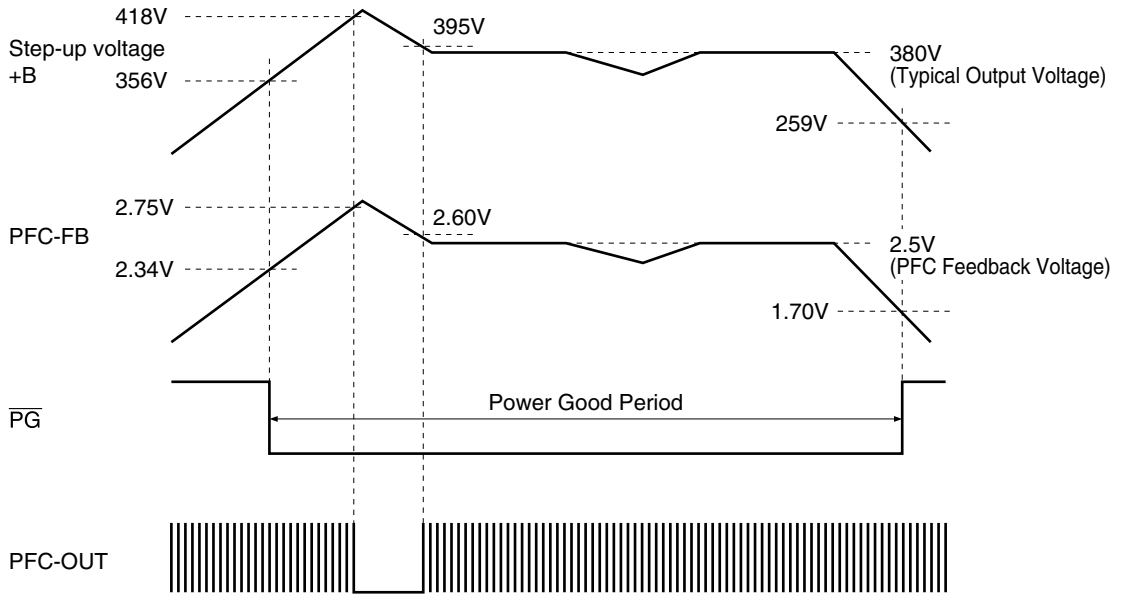 418V
395V
Step-up voltage
+B
380V
(Typical Output Voltage)
356V
259V
2.75V
2.60V
PFC-FB
2.5V
(PFC Feedback Voltage)
2.34V
1.70V
Power Good Period
PG
PFC-OUT